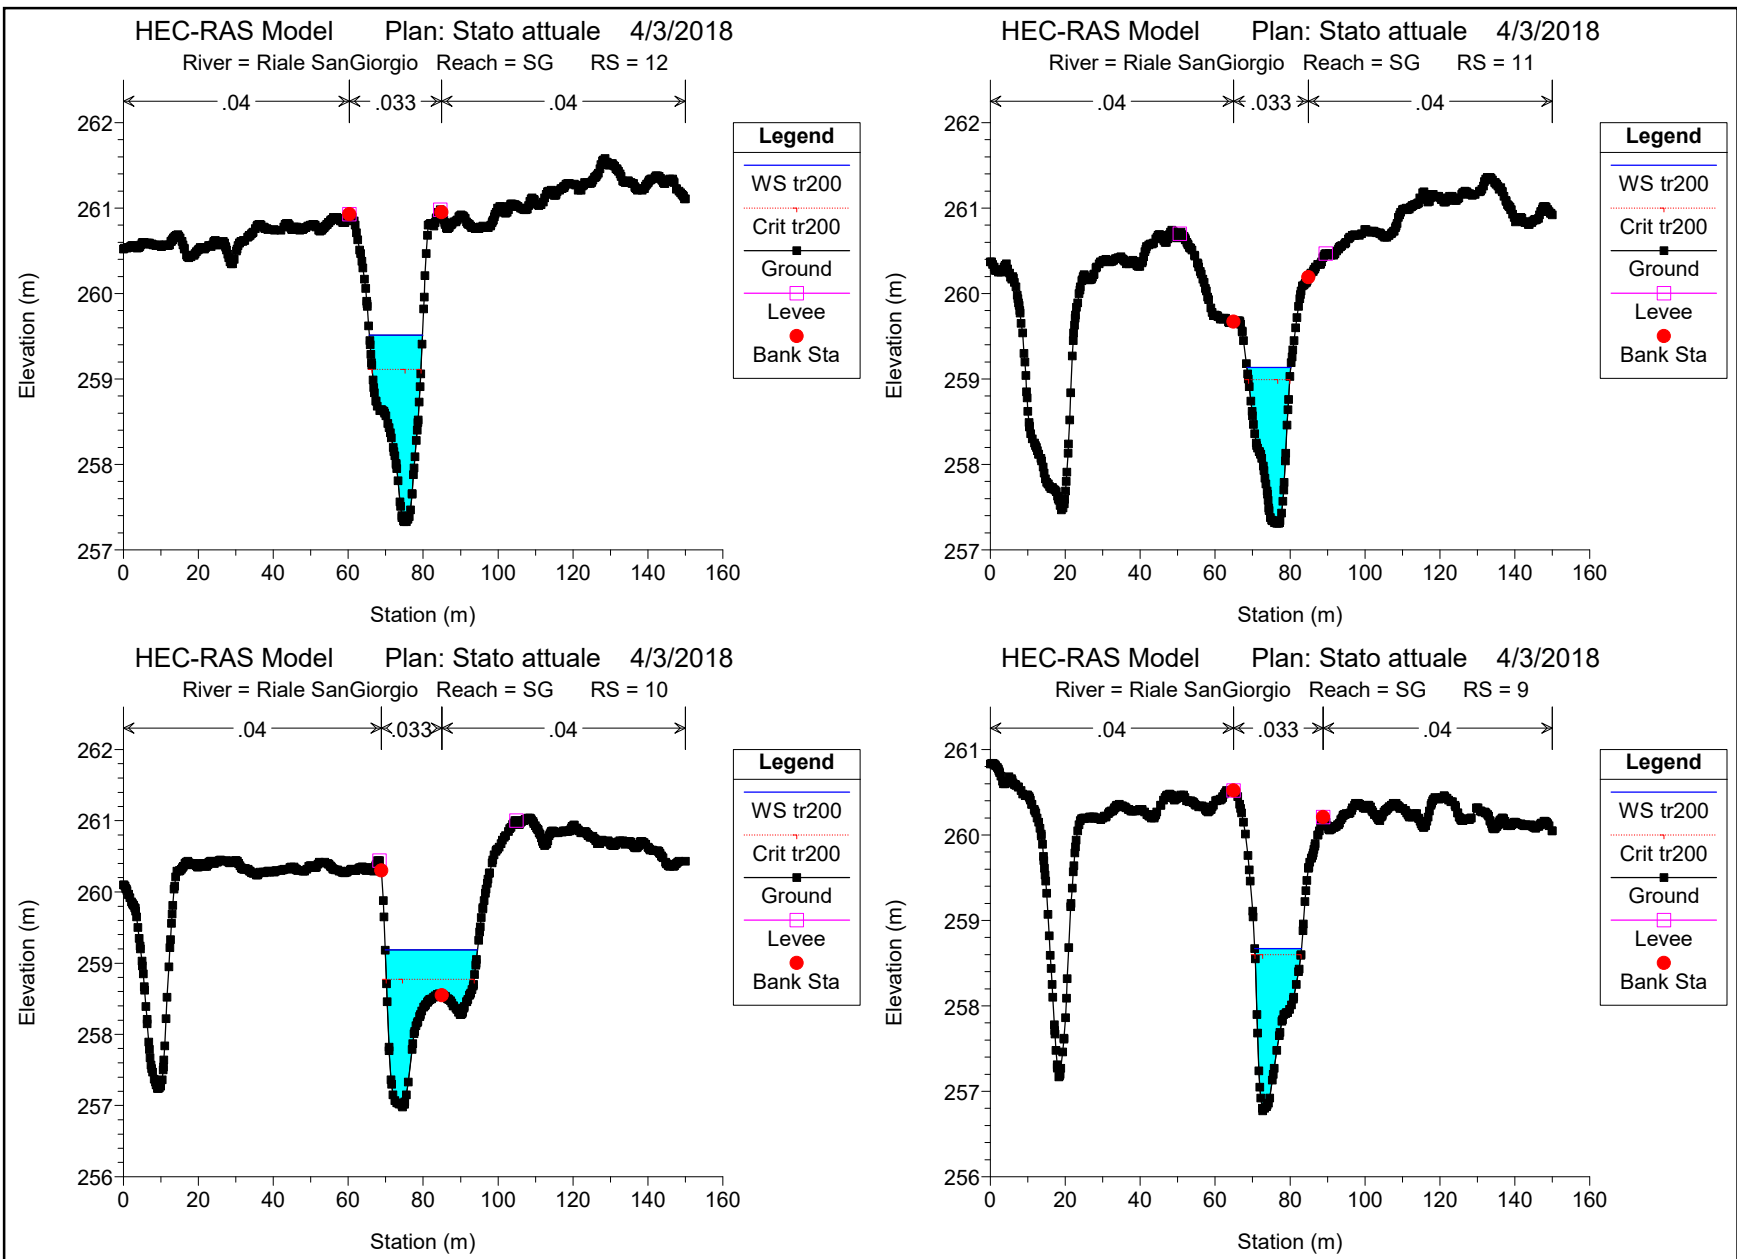 HEC-RAS Model Plan: Stato attuale 4/3/2018
River = Riale SanGiorgio Reach = SG RS = 12
.04 .033 .04
262
261
260
259
258
257
0 20 40 60 80 100 120 140 160
Station (m)
Elevation (m)
Legend
WS tr200
Crit tr200
Ground
Levee
Bank Sta
HEC-RAS Model Plan: Stato attuale 4/3/2018
River = Riale SanGiorgio Reach = SG RS = 11
.04 .033 .04
262
261
260
259
258
257
0 20 40 60 80 100 120 140 160
Station (m)
Elevation (m)
Legend
WS tr200
Crit tr200
Ground
Levee
Bank Sta
HEC-RAS Model Plan: Stato attuale 4/3/2018
River = Riale SanGiorgio Reach = SG RS = 10
.04 .033 .04
262
261
260
259
258
257
256
0 20 40 60 80 100 120 140 160
Station (m)
Elevation (m)
Legend
WS tr200
Crit tr200
Ground
Levee
Bank Sta
HEC-RAS Model Plan: Stato attuale 4/3/2018
River = Riale SanGiorgio Reach = SG RS = 9
.04 .033 .04
261
260
259
258
257
256
0 20 40 60 80 100 120 140 160
Station (m)
Elevation (m)
Legend
WS tr200
Crit tr200
Ground
Levee
Bank Sta